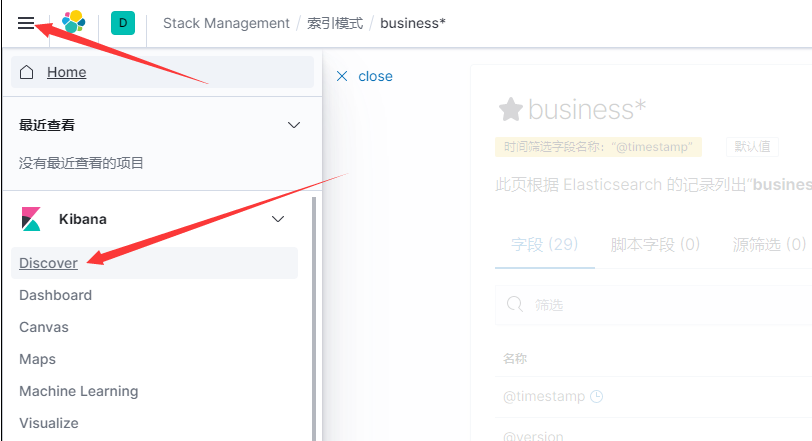 D Stack Management / 索引模式 / business*
Home
close
最近查看
没有最近查看的项目
Kibana
Discover
Dashboard
Canvas
Maps
Machine Learning
Visualize
business*
时间筛选字段名称："@timestamp" 默认值
此页根据 Elasticsearch 的记录列出"busines
字段 (29) 脚本字段 (0) 源筛选 (0)
筛选
名称
@timestamp
@version